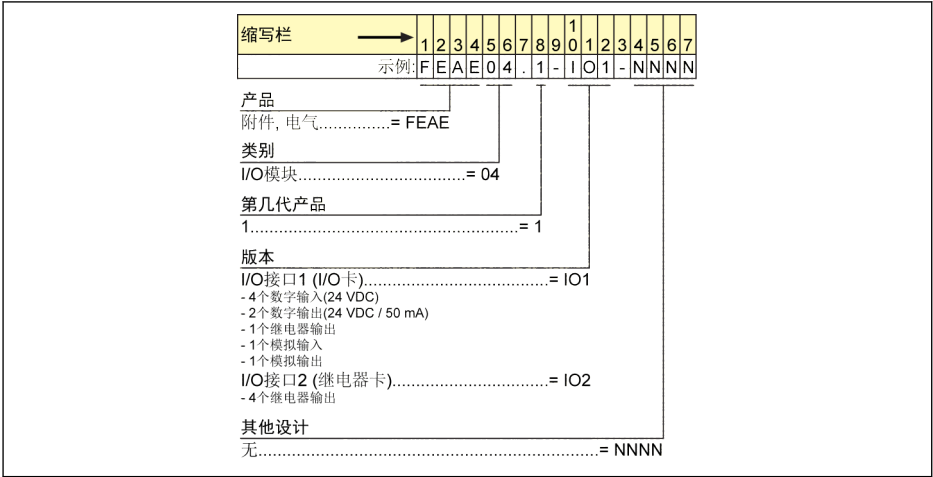 缩写栏
1 2 3 4 5 6 7 8 9 10 1 2 3 4 5 6 7
示例: F E A E 0 4 . 1 - I O 1 - N N N N
产品
附件, 电气...............= FEAE
类别
I/O模块...................................= 04
第几代产品
1........................................................= 1
版本
I/O接口1 (I/O卡).......................................= IO1
- 4个数字输入(24 VDC)
- 2个数字输出(24 VDC / 50 mA)
- 1个继电器输出
- 1个模拟输入
- 1个模拟输出
I/O接口2 (继电器卡).................................= IO2
- 4个继电器输出
其他设计
无.......................................................................= NNNN